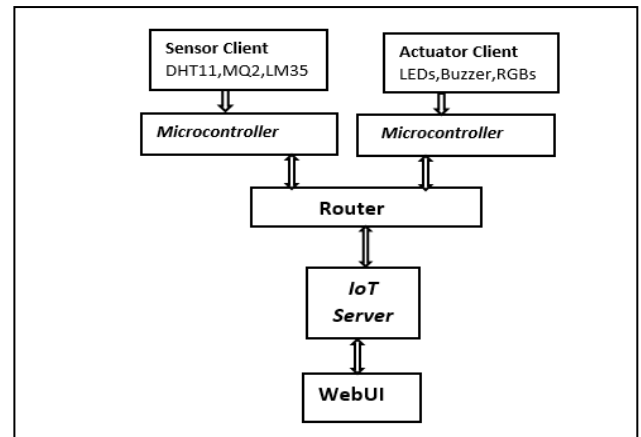 Sensor Client
DHT11,MQ2,LM35
Actuator Client
LEDs,Buzzer,RGBs
Microcontroller
Microcontroller
Router
IoT
Server
WebUI